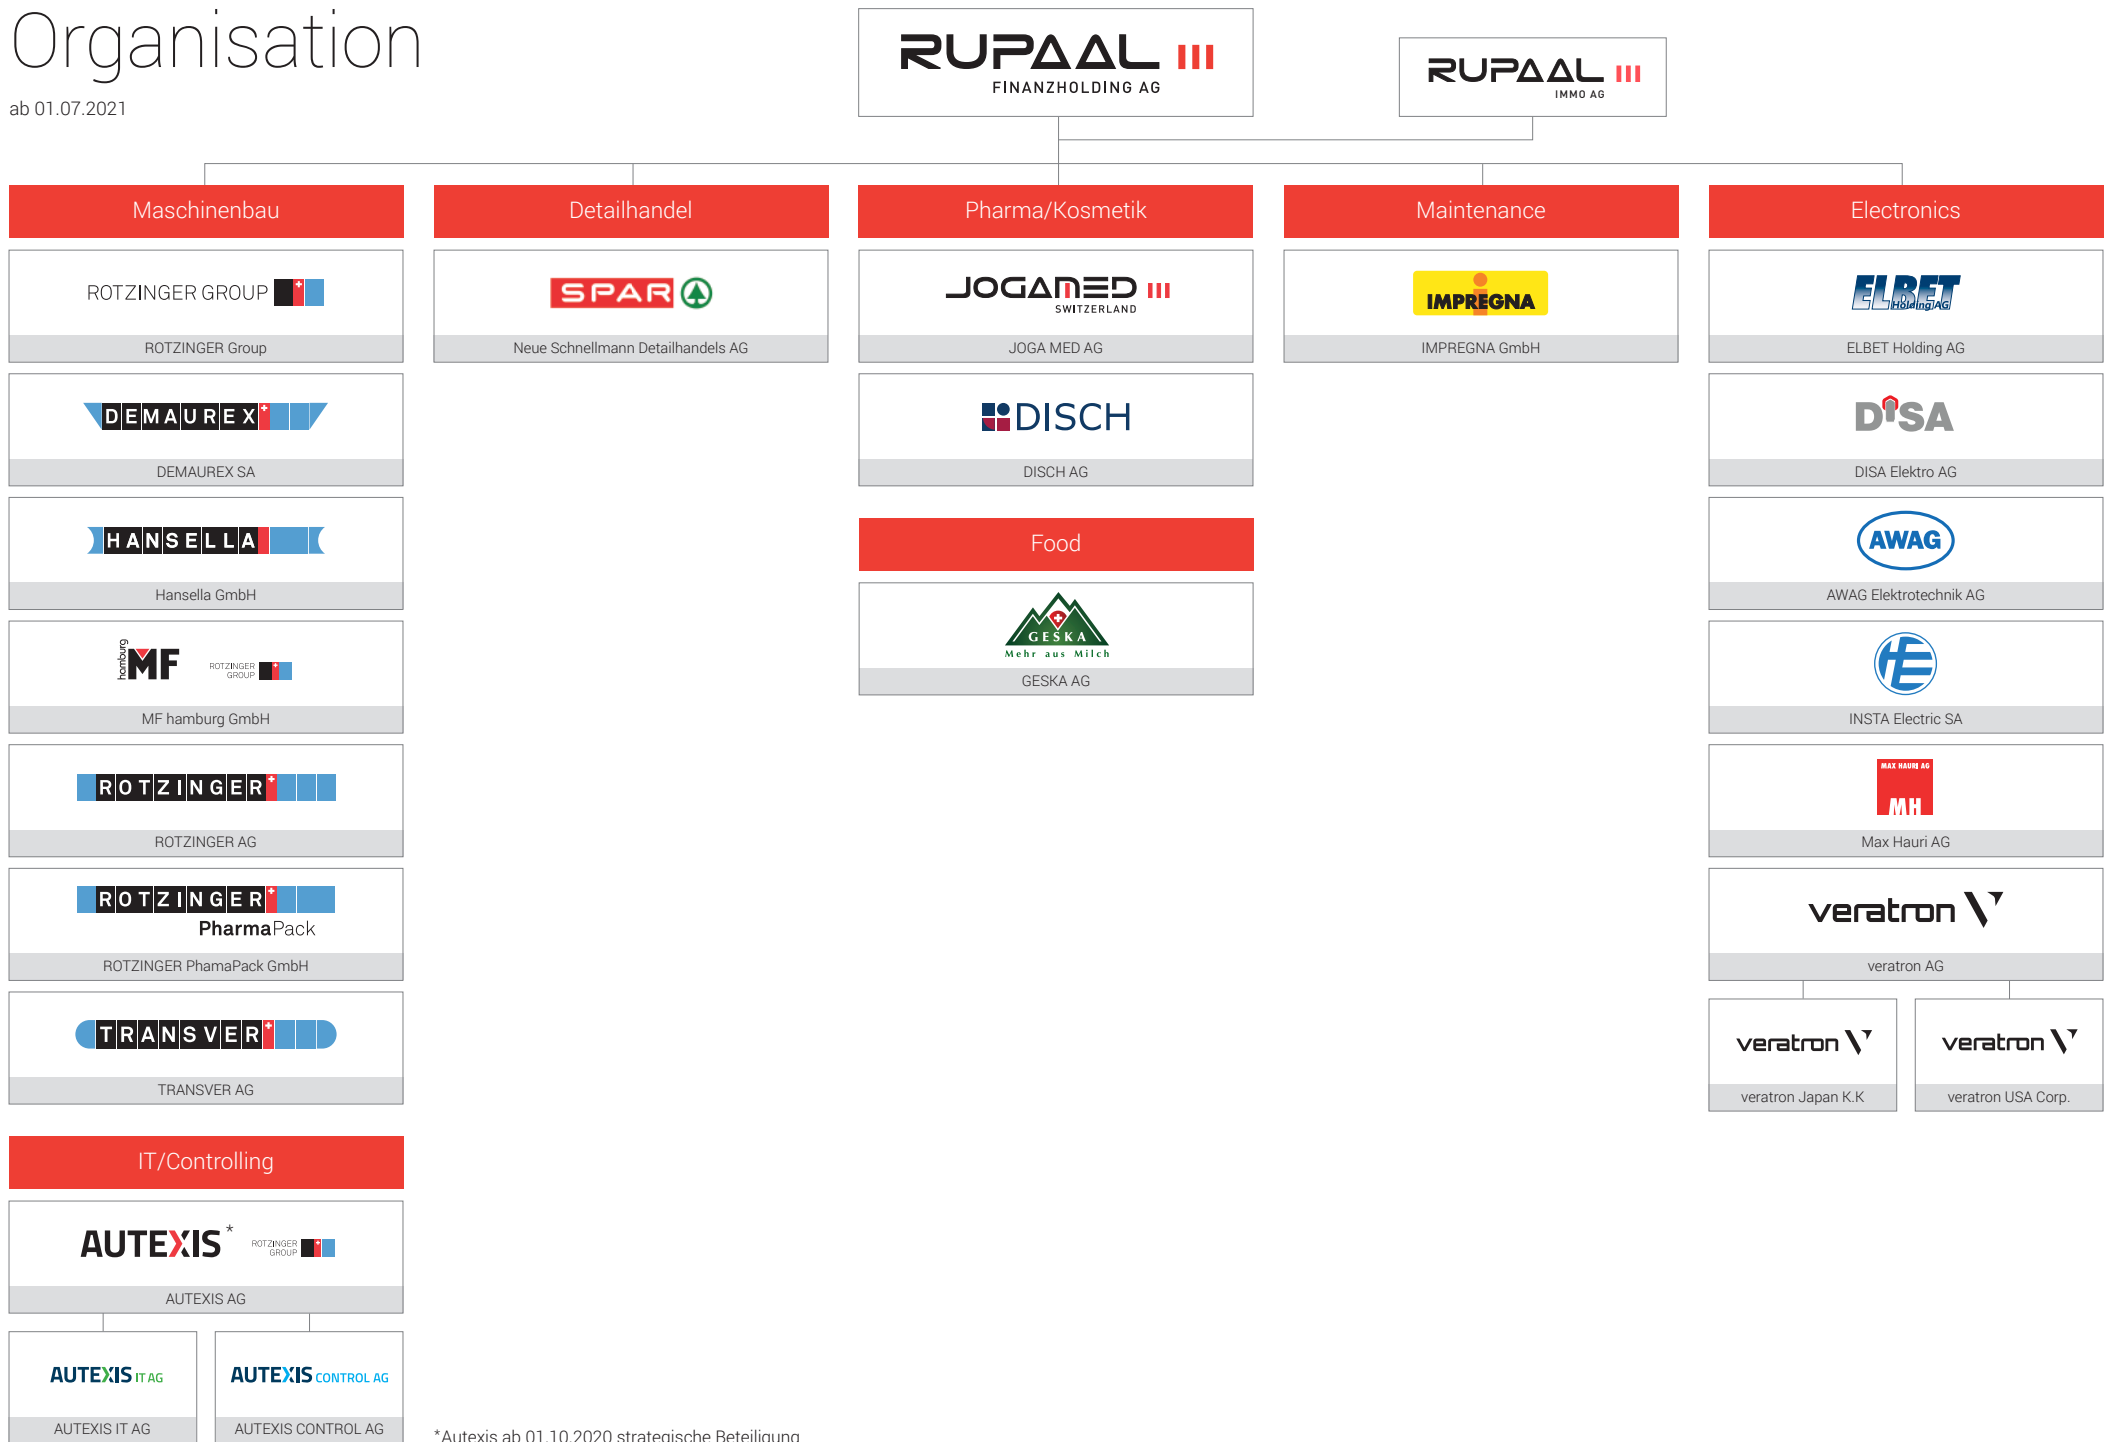 Organisation
ab 01.07.2021
RUPAAL
FINANZHOLDING AG
RUPAAL
IMMO AG
Maschinenbau
ROTZINGER GROUP
ROTZINGER Group
DEMAUREX
DEMAUREX SA
HANSELLA
Hansella GmbH
hamburg
MF
ROTZINGER
GROUP
MF hamburg GmbH
ROTZINGER
ROTZINGER AG
ROTZINGER
PharmaPack
ROTZINGER PhamaPack GmbH
TRANSVER
TRANSVER AG
IT/Controlling
AUTEXIS*
ROTZINGER
GROUP
AUTEXIS AG
AUTEXIS IT AG
AUTEXIS IT AG
AUTEXIS CONTROL AG
AUTEXIS CONTROL AG
Detailhandel
SPAR
Neue Schnellmann Detailhandels AG
Pharma/Kosmetik
JOGAMED
SWITZERLAND
JOGA MED AG
DISCH
DISCH AG
Food
GESKA
Mehr aus Milch
GESKA AG
Maintenance
IMPREGNA
IMPREGNA GmbH
Electronics
ELBET
Holding AG
ELBET Holding AG
DISA
DISA Elektro AG
AWAG
AWAG Elektrotechnik AG
INSTA Electric SA
MAX HAURI AG
MH
Max Hauri AG
veratron
veratron AG
veratron
veratron Japan K.K
veratron
veratron USA Corp.
*Autexis ab 01.10.2020 strategische Beteiligung